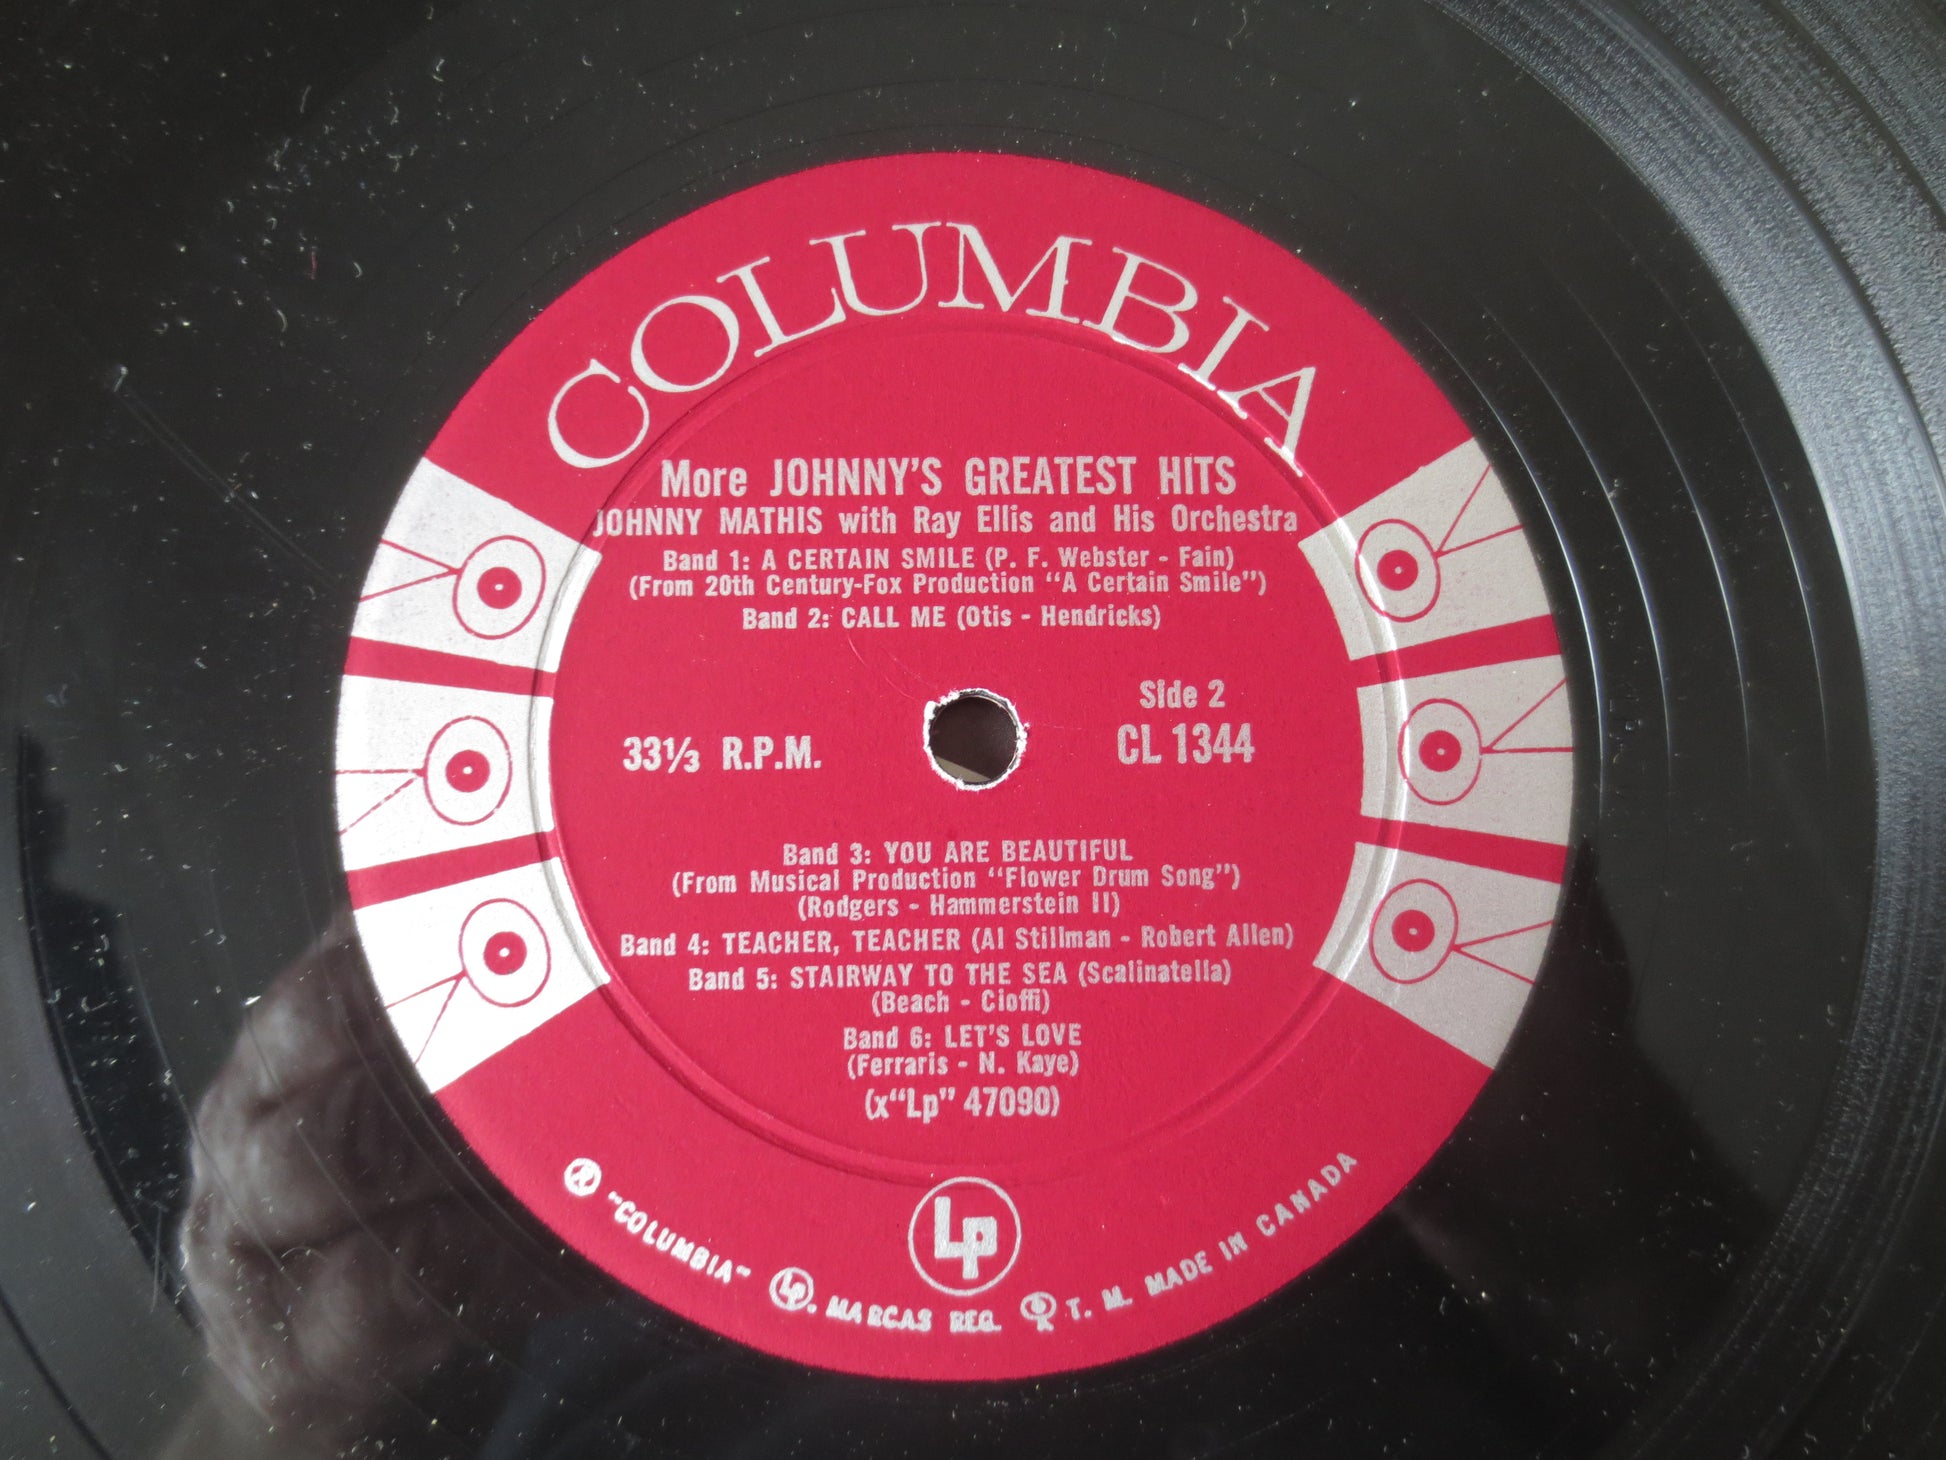 COLUMBIA
More JOHNNY'S GREATEST HITS
JOHNNY MATHIS with Ray Ellis and His Orchestra
Band 1: A CERTAIN SMILE (P. F. Webster - Fain)
(From 20th Century-Fox Production "A Certain Smile")
Band 2: CALL ME (Otis - Hendricks)
Side 2
33⅓ R.P.M.
CL 1344
Band 3: YOU ARE BEAUTIFUL
(From Musical Production "Flower Drum Song")
(Rodgers - Hammerstein II)
Band 4: TEACHER, TEACHER (Al Stillman - Robert Allen)
Band 5: STAIRWAY TO THE SEA (Scalinatella)
(Beach - Cioffi)
Band 6: LET'S LOVE
(Ferraris - N. Kaye)
(x"Lp" 47090)
Lp
® "COLUMBIA" Lp. MARCAS REG. T. M. MADE IN CANADA